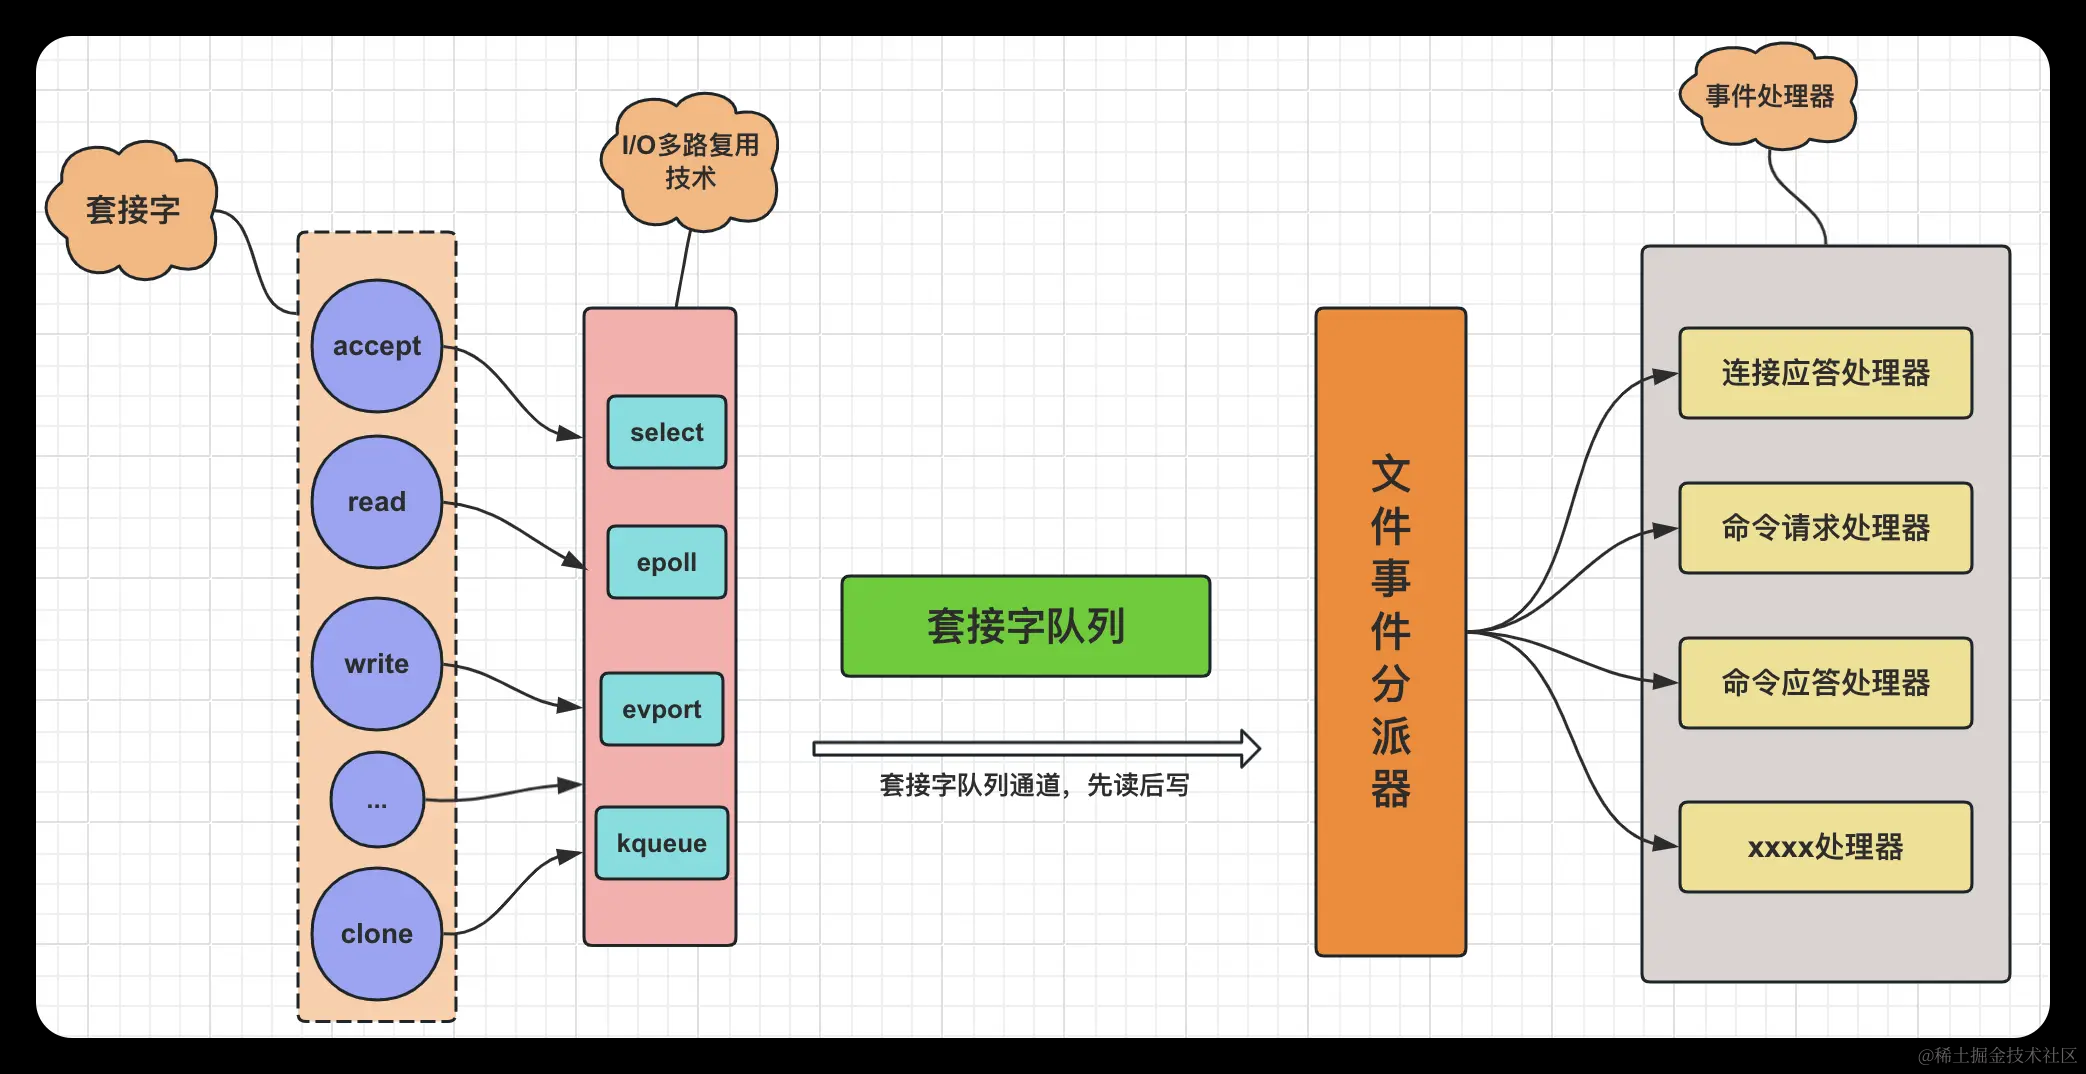 套接字
accept
read
write
...
clone
I/O多路复用
技术
select
epoll
evport
kqueue
套接字队列
套接字队列通道，先读后写
文件事件分派器
事件处理器
连接应答处理器
命令请求处理器
命令应答处理器
xxxx处理器
@稀土掘金技术社区